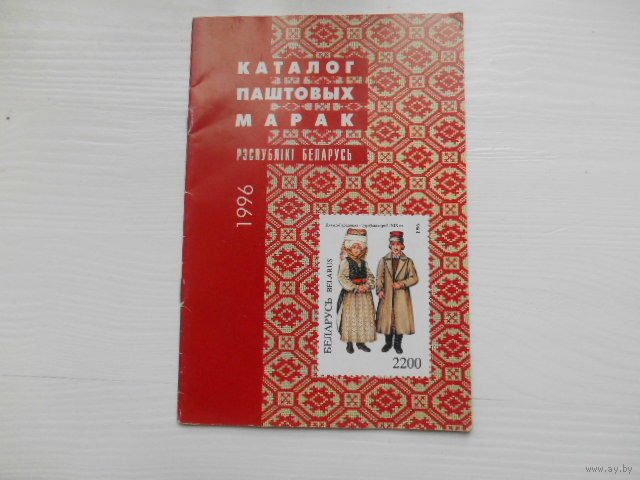 КАТАЛОГ
ПАШТОВЫХ
МАРАК
РЭСПУБЛІКІ БЕЛАРУСЬ
1996
1996
БЕЛАРУСЬ BELARUS
2200
www.ay.by